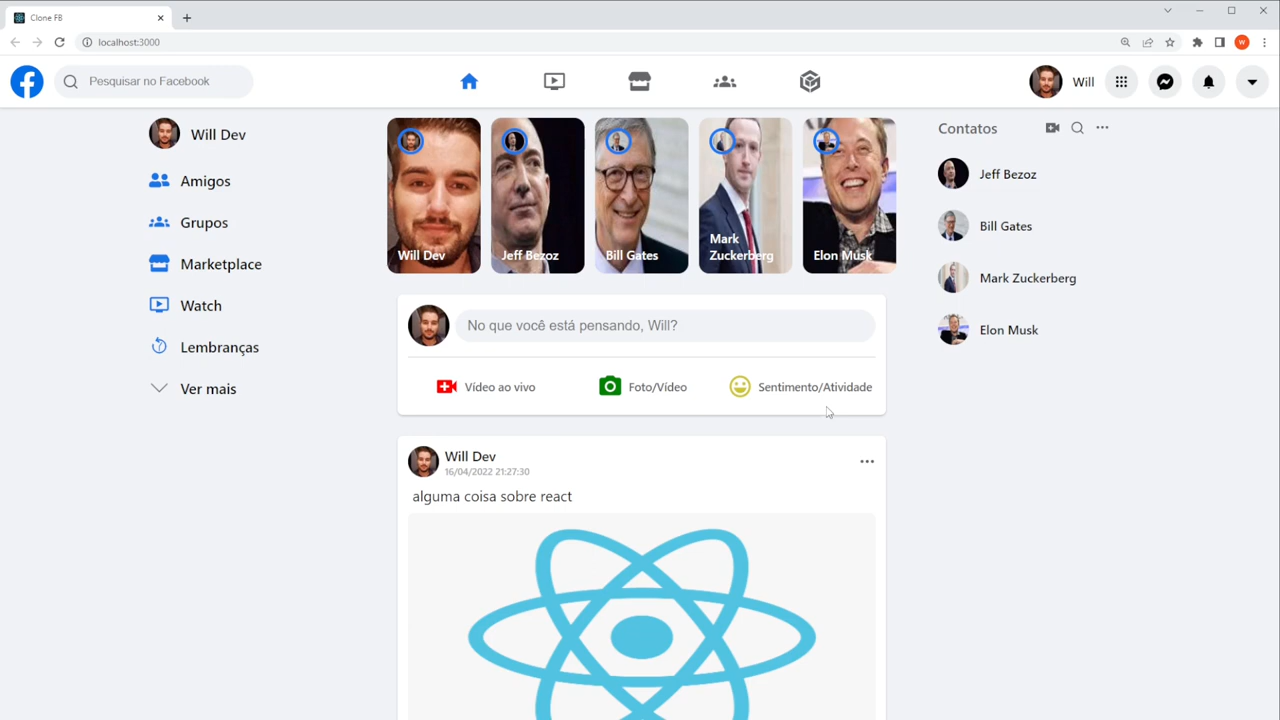 Clone FB
localhost:3000
W
Pesquisar no Facebook
Will
Will Dev
Amigos
Grupos
Marketplace
Watch
Lembranças
Ver mais
Will Dev
Jeff Bezoz
Bill Gates
Mark
Zuckerberg
Elon Musk
No que você está pensando, Will?
Vídeo ao vivo
Foto/Vídeo
Sentimento/Atividade
Will Dev
16/04/2022 21:27:30
alguma coisa sobre react
Contatos
Jeff Bezoz
Bill Gates
Mark Zuckerberg
Elon Musk